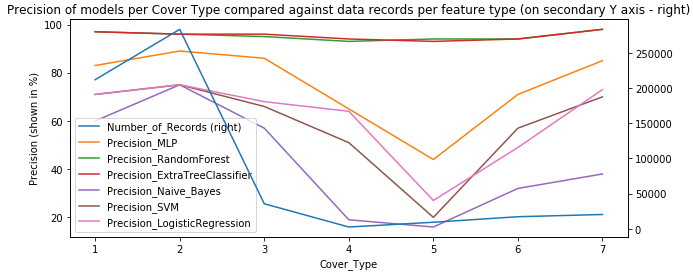 Precision of models per Cover Type compared against data records per feature type (on secondary Y axis - right)
Precision (shown in %)
100
80
60
40
20
250000
200000
150000
100000
50000
0
Number_of_Records (right)
Precision_MLP
Precision_RandomForest
Precision_ExtraTreeClassifier
Precision_Naive_Bayes
Precision_SVM
Precision_LogisticRegression
1 2 3 4 5 6 7
Cover_Type